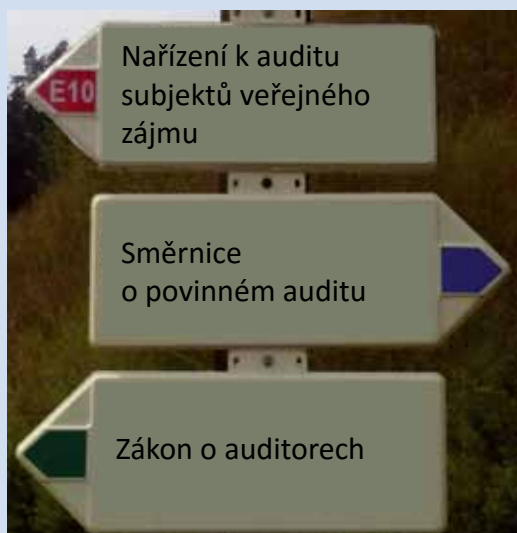 E10
Nařízení k auditu
subjektů veřejného
zájmu
Směrnice
o povinném auditu
Zákon o auditorech